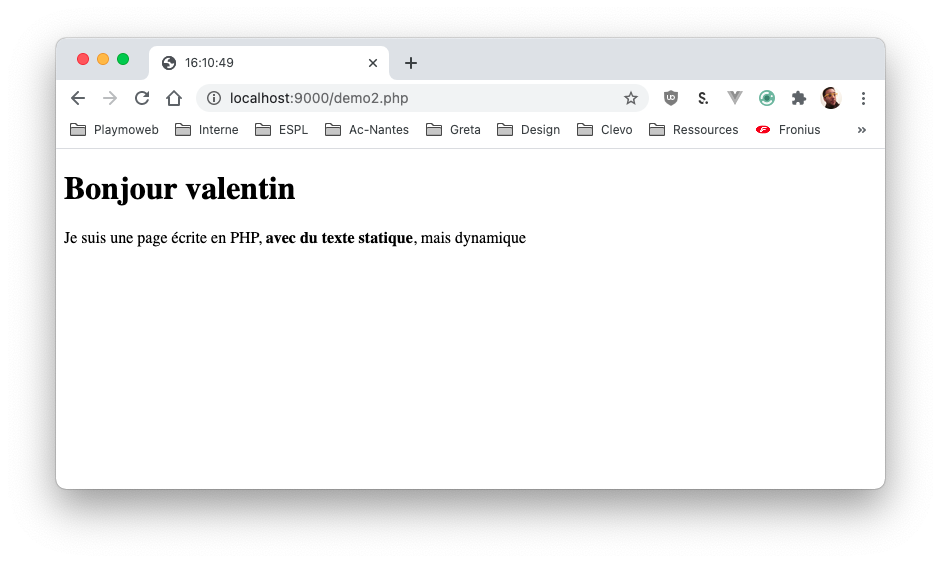 16:10:49
localhost:9000/demo2.php
UD
S.
Playmoweb Interne ESPL Ac-Nantes Greta Design Clevo Ressources Fronius »
Bonjour valentin
Je suis une page écrite en PHP, avec du texte statique, mais dynamique